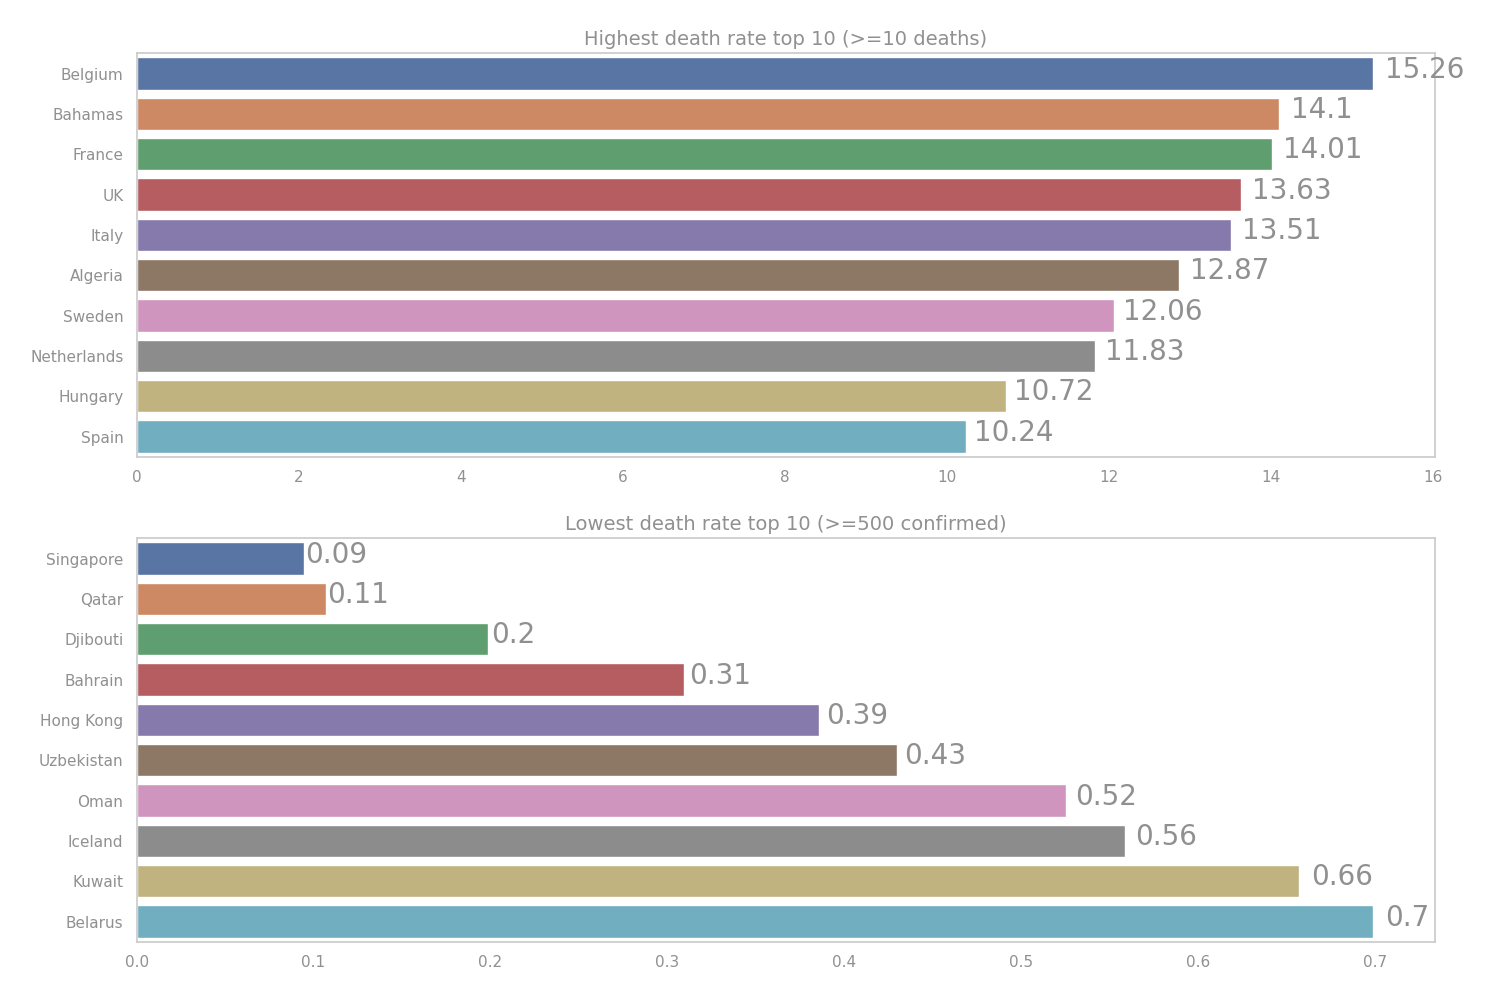 Highest death rate top 10 (>=10 deaths)
Belgium 15.26
Bahamas 14.1
France 14.01
UK 13.63
Italy 13.51
Algeria 12.87
Sweden 12.06
Netherlands 11.83
Hungary 10.72
Spain 10.24
0 2 4 6 8 10 12 14 16
Lowest death rate top 10 (>=500 confirmed)
Singapore 0.09
Qatar 0.11
Djibouti 0.2
Bahrain 0.31
Hong Kong 0.39
Uzbekistan 0.43
Oman 0.52
Iceland 0.56
Kuwait 0.66
Belarus 0.7
0.0 0.1 0.2 0.3 0.4 0.5 0.6 0.7